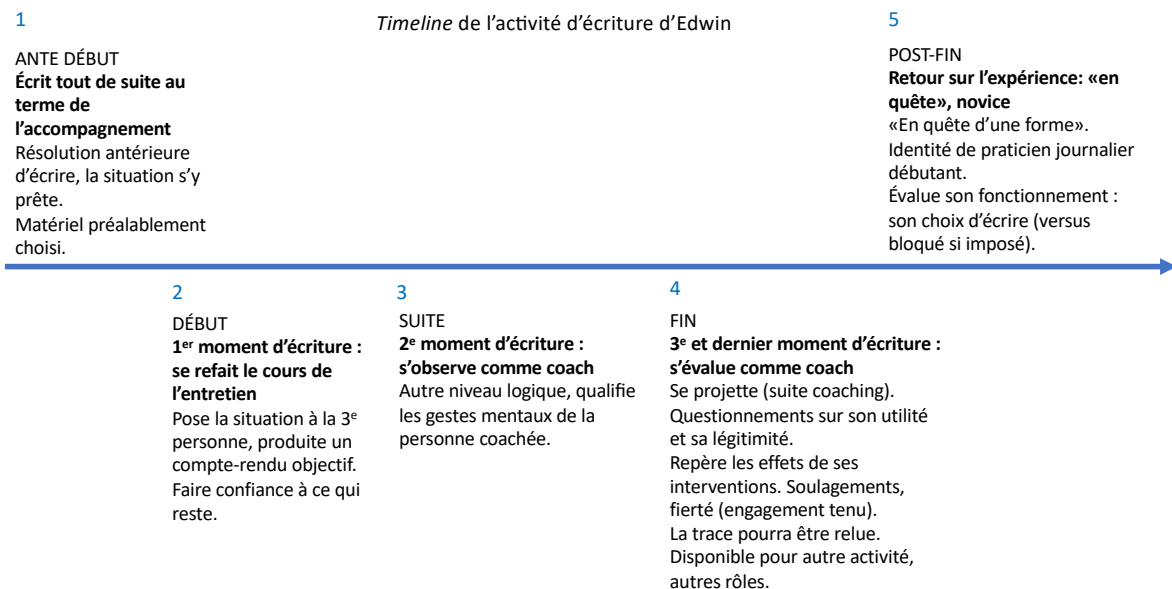 Timeline de l’activité d’écriture d’Edwin
1
ANTE DÉBUT
Écrit tout de suite au
terme de
l’accompagnement
Résolution antérieure
d’écrire, la situation s’y
prête.
Matériel préalablement
choisi.
2
DÉBUT
1er moment d’écriture :
se refait le cours de
l’entretien
Pose la situation à la 3e
personne, produite un
compte-rendu objectif.
Faire confiance à ce qui
reste.
3
SUITE
2e moment d’écriture :
s’observe comme coach
Autre niveau logique, qualifie
les gestes mentaux de la
personne coachée.
4
FIN
3e et dernier moment d’écriture :
s’évalue comme coach
Se projette (suite coaching).
Questionnements sur son utilité
et sa légitimité.
Repère les effets de ses
interventions. Soulagements,
fierté (engagement tenu).
La trace pourra être relue.
Disponible pour autre activité,
autres rôles.
5
POST-FIN
Retour sur l’expérience: «en
quête», novice
«En quête d’une forme».
Identité de praticien journalier
débutant.
Évalue son fonctionnement :
son choix d’écrire (versus
bloqué si imposé).